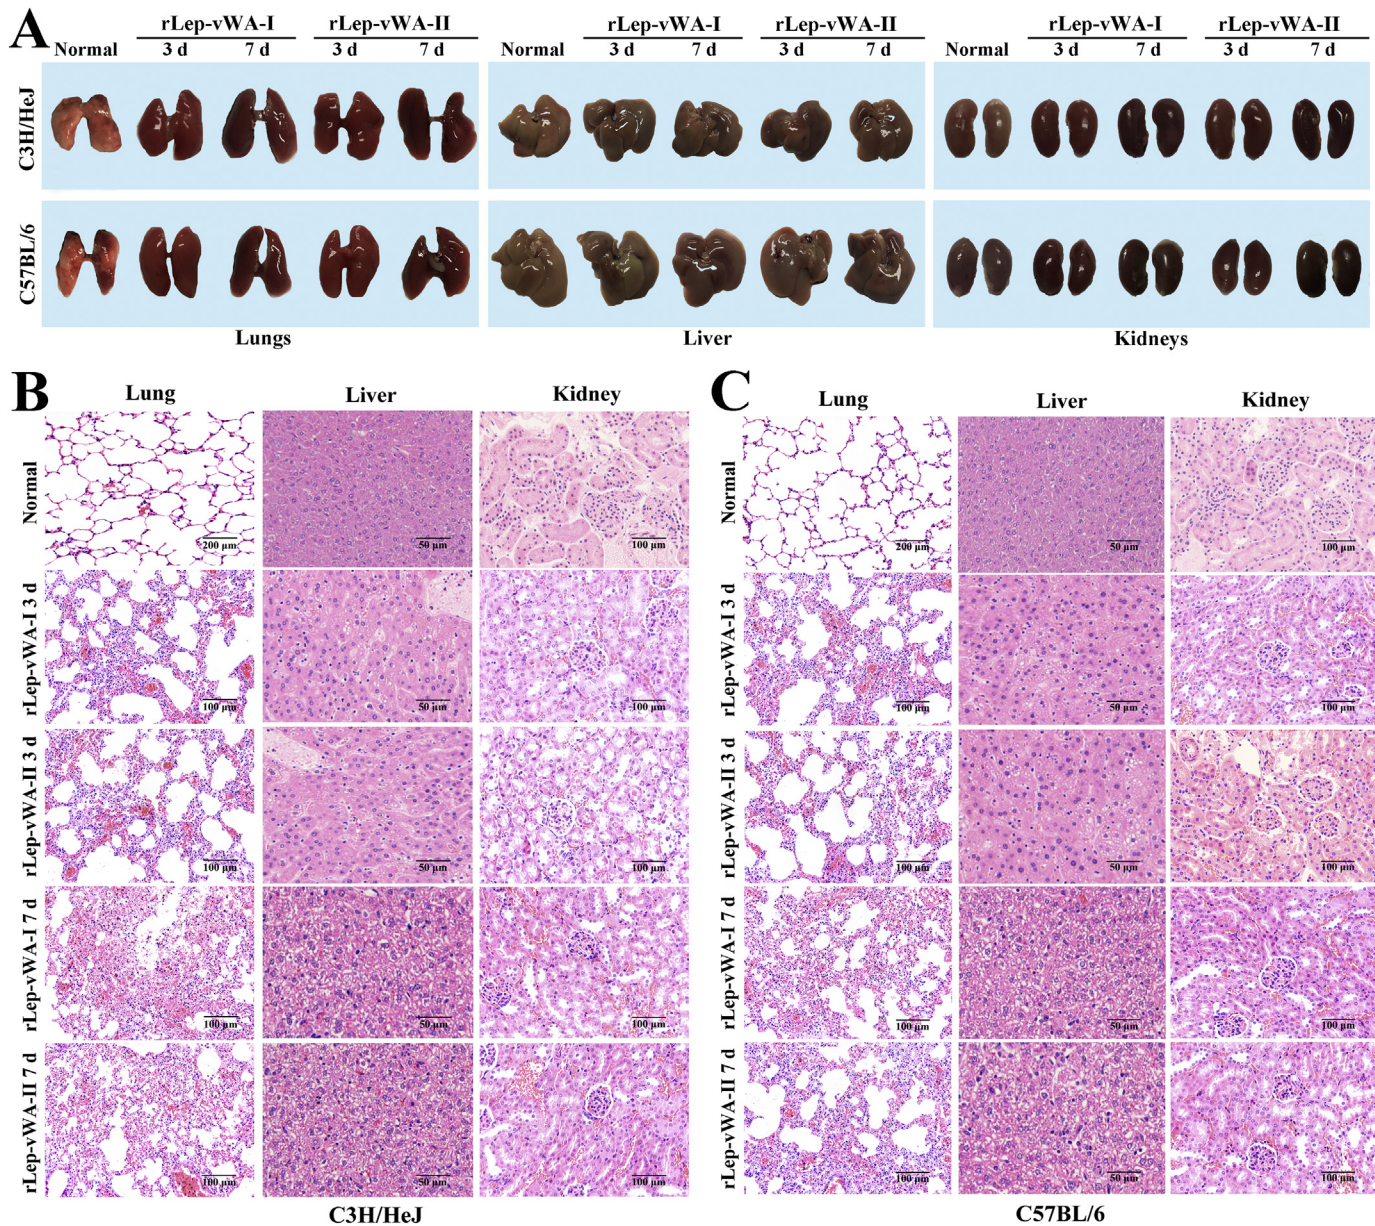 A
rLep-vWA-I rLep-vWA-II rLep-vWA-I rLep-vWA-II rLep-vWA-I rLep-vWA-II
Normal 3 d 7 d 3 d 7 d Normal 3 d 7 d 3 d 7 d Normal 3 d 7 d 3 d 7 d
C3H/HeJ
C57BL/6
Lungs Liver Kidneys
B
Lung Liver Kidney
Normal
200 μm 50 μm 100 μm
rLep-vWA-I 3 d
100 μm 50 μm 100 μm
rLep-vWA-II 3 d
100 μm 50 μm 100 μm
rLep-vWA-I 7 d
100 μm 50 μm 100 μm
rLep-vWA-II 7 d
100 μm 50 μm 100 μm
C3H/HeJ
C
Lung Liver Kidney
Normal
200 μm 50 μm 100 μm
rLep-vWA-I 3 d
100 μm 50 μm 100 μm
rLep-vWA-II 3 d
100 μm 50 μm 100 μm
rLep-vWA-I 7 d
100 μm 50 μm 100 μm
rLep-vWA-II 7 d
100 μm 50 μm 100 μm
C57BL/6